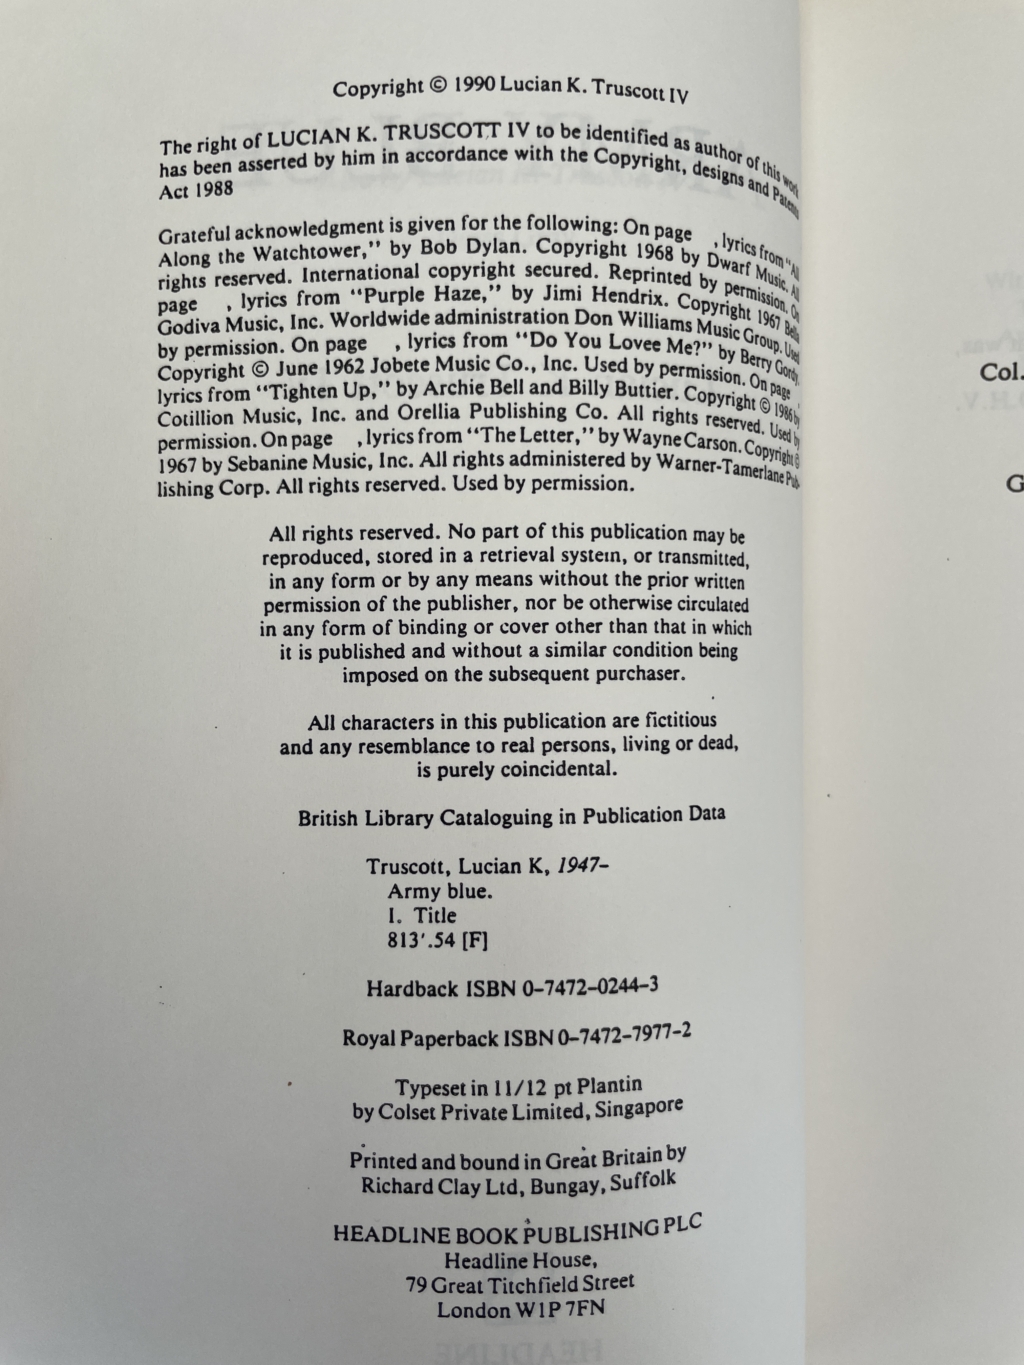 Copyright © 1990 Lucian K. Truscott IV
The right of LUCIAN K. TRUSCOTT IV to be identified as author of this work
has been asserted by him in accordance with the Copyright, designs and Patents
Act 1988
Grateful acknowledgment is given for the following: On page , lyrics from "All
Along the Watchtower," by Bob Dylan. Copyright 1968 by Dwarf Music. All
rights reserved. International copyright secured. Reprinted by permission. On
page , lyrics from "Purple Haze," by Jimi Hendrix. Copyright 1967 Bella
Godiva Music, Inc. Worldwide administration Don Williams Music Group. Used
by permission. On page , lyrics from "Do You Lovee Me?" by Berry Gordy,
Copyright © June 1962 Jobete Music Co., Inc. Used by permission. On page ,
lyrics from "Tighten Up," by Archie Bell and Billy Buttier. Copyright © 1986 by
Cotillion Music, Inc. and Orellia Publishing Co. All rights reserved. Used by
permission. On page , lyrics from "The Letter," by Wayne Carson. Copyright ©
1967 by Sebanine Music, Inc. All rights administered by Warner-Tamerlane Pub-
lishing Corp. All rights reserved. Used by permission.
All rights reserved. No part of this publication may be
reproduced, stored in a retrieval system, or transmitted,
in any form or by any means without the prior written
permission of the publisher, nor be otherwise circulated
in any form of binding or cover other than that in which
it is published and without a similar condition being
imposed on the subsequent purchaser.
All characters in this publication are fictitious
and any resemblance to real persons, living or dead,
is purely coincidental.
British Library Cataloguing in Publication Data
Truscott, Lucian K, 1947–
Army blue.
I. Title
813'.54 [F]
Hardback ISBN 0–7472–0244–3
Royal Paperback ISBN 0–7472–7977–2
Typeset in 11/12 pt Plantin
by Colset Private Limited, Singapore
Printed and bound in Great Britain by
Richard Clay Ltd, Bungay, Suffolk
HEADLINE BOOK PUBLISHING PLC
Headline House,
79 Great Titchfield Street
London W1P 7FN
Col.
G